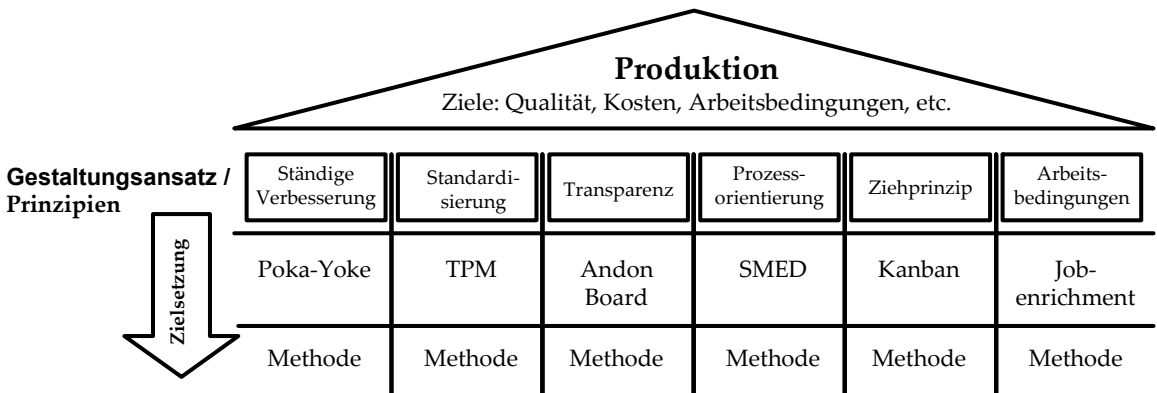 Produktion
Ziele: Qualität, Kosten, Arbeitsbedingungen, etc.
Gestaltungsansatz /
Prinzipien
Ständige
Verbesserung
Standardi-
sierung
Transparenz
Prozess-
orientierung
Ziehprinzip
Arbeits-
bedingungen
Zielsetzung
Poka-Yoke
TPM
Andon
Board
SMED
Kanban
Job-
enrichment
Methode
Methode
Methode
Methode
Methode
Methode